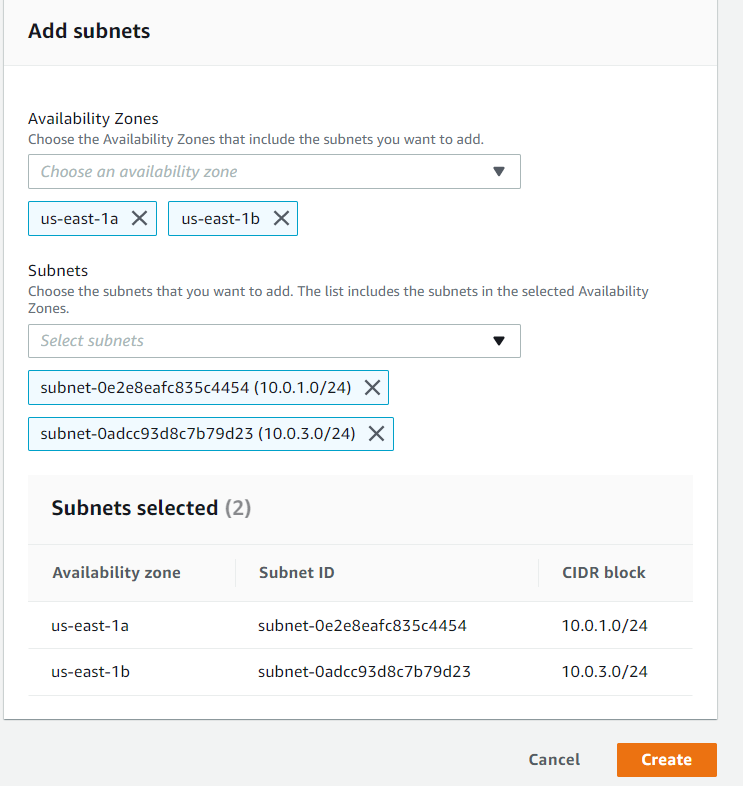 Add subnets
Availability Zones
Choose the Availability Zones that include the subnets you want to add.
Choose an availability zone
us-east-1a us-east-1b
Subnets
Choose the subnets that you want to add. The list includes the subnets in the selected Availability
Zones.
Select subnets
subnet-0e2e8eafc835c4454 (10.0.1.0/24)
subnet-0adcc93d8c7b79d23 (10.0.3.0/24)
Subnets selected (2)
Availability zone Subnet ID CIDR block
us-east-1a subnet-0e2e8eafc835c4454 10.0.1.0/24
us-east-1b subnet-0adcc93d8c7b79d23 10.0.3.0/24
Cancel Create